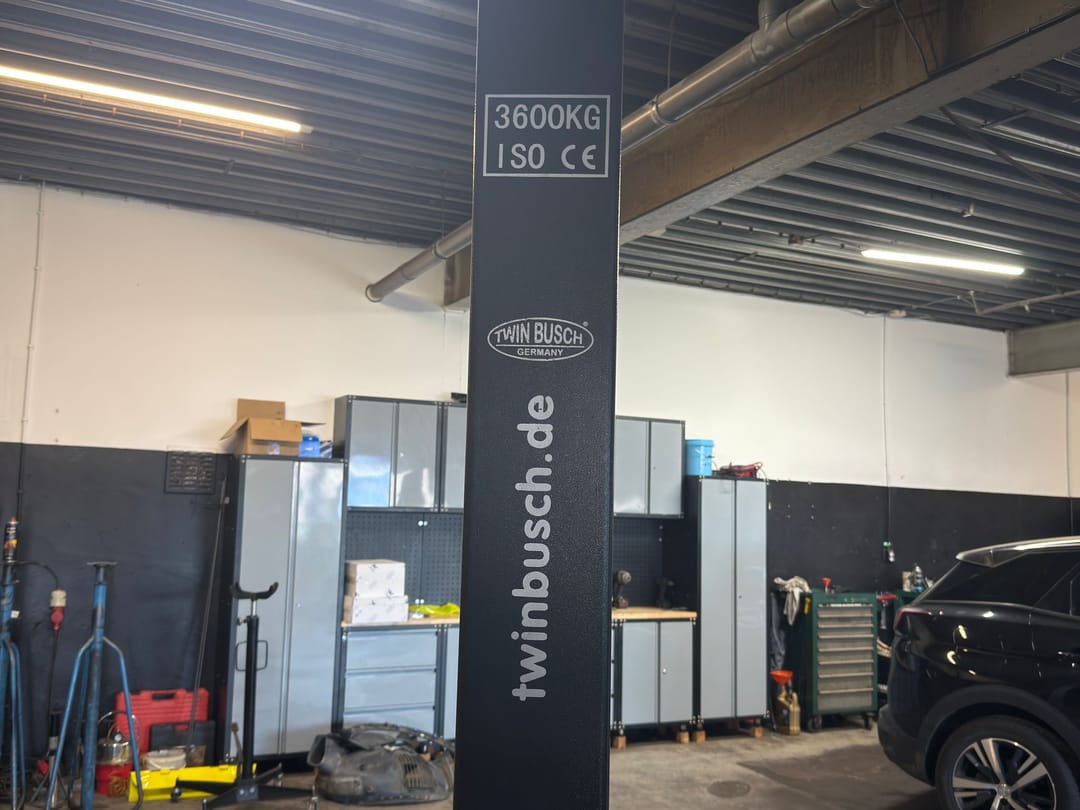 3600KG
ISO CE
TWIN BUSCH®
GERMANY
twinbusch.de